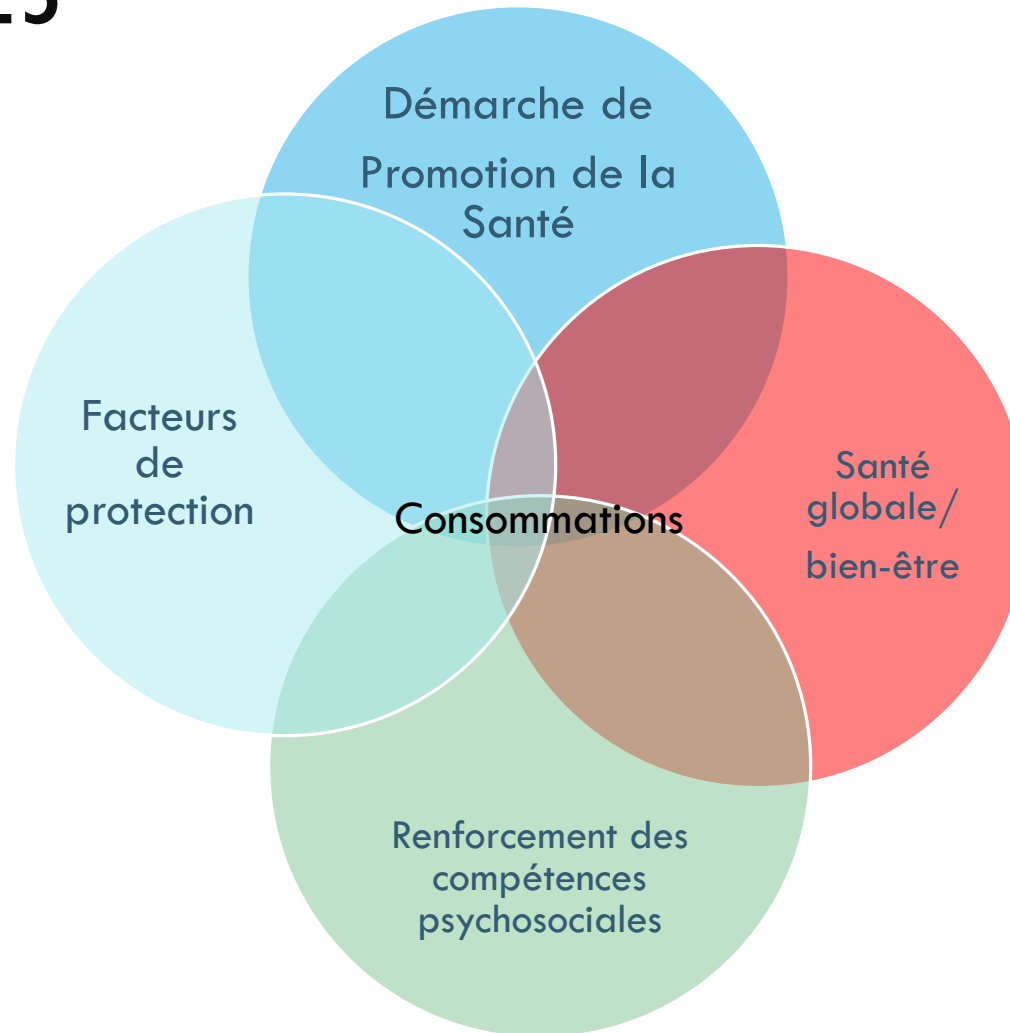 Démarche de
Promotion de la
Santé
Facteurs
de
protection
Santé
globale/
bien-être
Consommations
Renforcement des
compétences
psychosociales